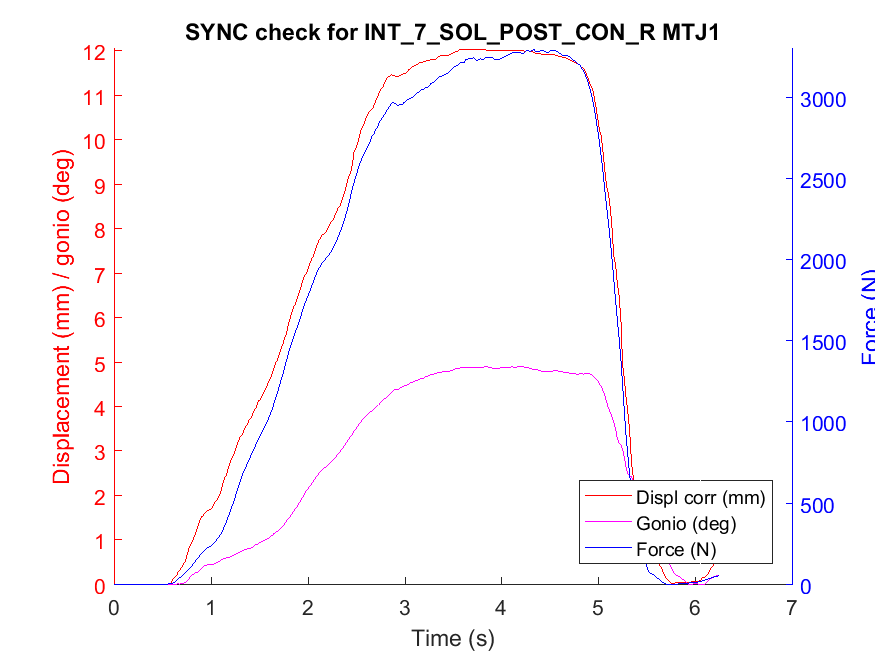 SYNC check for INT_7_SOL_POST_CON_R MTJ1
Displacement (mm) / gonio (deg)
12
11
10
9
8
7
6
5
4
3
2
1
0
3000
2500
2000
1500
1000
500
0
Force (N)
Displ corr (mm)
Gonio (deg)
Force (N)
0 1 2 3 4 5 6 7
Time (s)